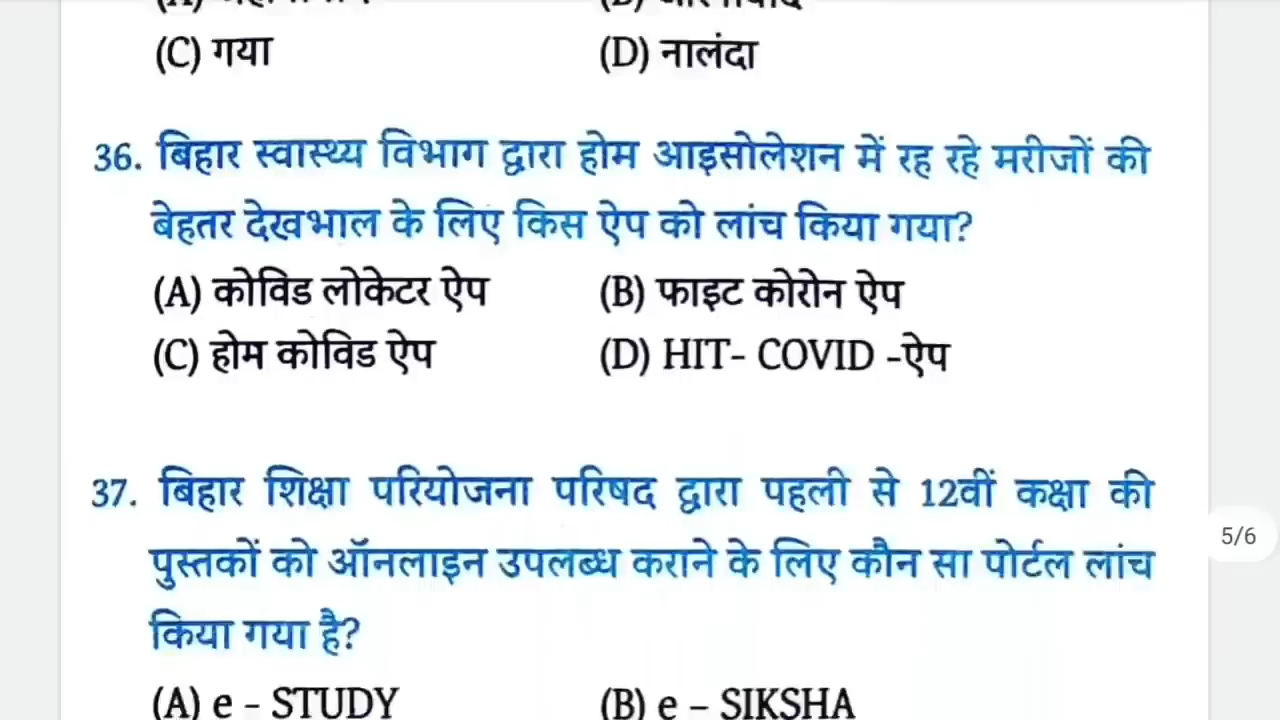 (C) गया (D) नालंदा
36. बिहार स्वास्थ्य विभाग द्वारा होम आइसोलेशन में रह रहे मरीजों की
बेहतर देखभाल के लिए किस ऐप को लांच किया गया?
(A) कोविड लोकेटर ऐप (B) फाइट कोरोन ऐप
(C) होम कोविड ऐप (D) HIT- COVID -ऐप
37. बिहार शिक्षा परियोजना परिषद द्वारा पहली से 12वीं कक्षा की
5/6
पुस्तकों को ऑनलाइन उपलब्ध कराने के लिए कौन सा पोर्टल लांच
किया गया है?
(A) e - STUDY (B) e - SIKSHA